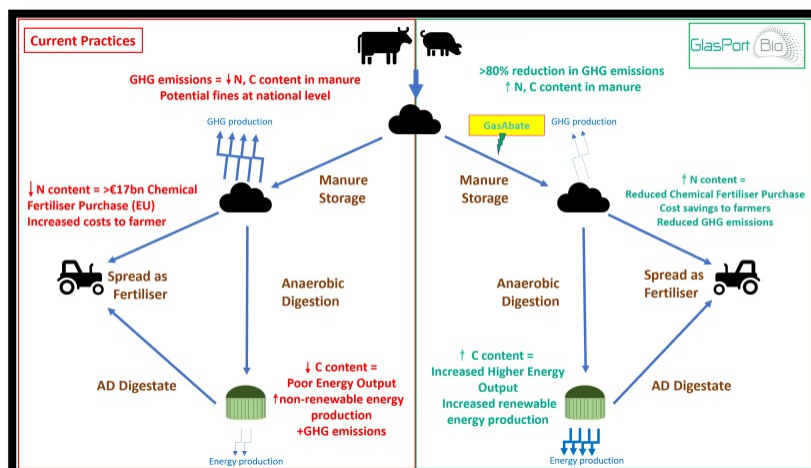 Current Practices
GlasPort Bio
GHG emissions = ↓ N, C content in manure
Potential fines at national level
>80% reduction in GHG emissions
↑ N, C content in manure
GHG production
GasAbate
GHG production
↓ N content = >€17bn Chemical
Fertiliser Purchase (EU)
Increased costs to farmer
Manure
Storage
Manure
Storage
↑ N content =
Reduced Chemical Fertiliser Purchase
Cost savings to farmers
Reduced GHG emissions
Spread as
Fertiliser
Anaerobic
Digestion
Anaerobic
Digestion
Spread as
Fertiliser
AD Digestate
↓ C content =
Poor Energy Output
↑non-renewable energy
production
+GHG emissions
↑ C content =
Increased Higher Energy
Output
Increased renewable
energy production
AD Digestate
Energy production
Energy production